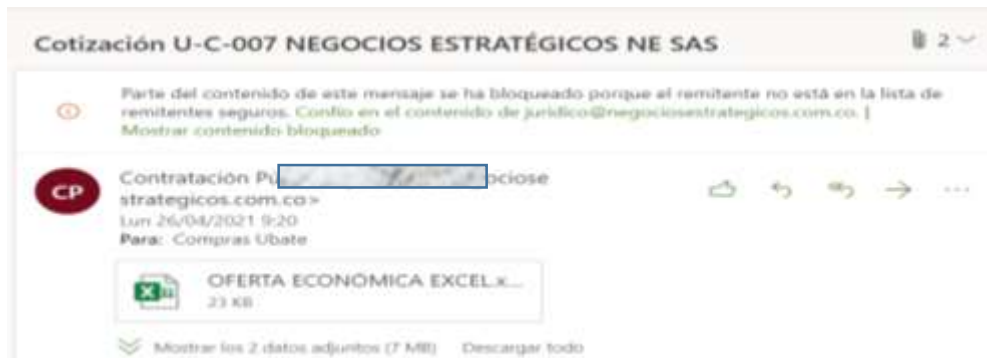 Cotización U-C-007 NEGOCIOS ESTRATÉGICOS NE SAS
2
Parte del contenido de este mensaje se ha bloqueado porque el remitente no está en la lista de
remitentes seguros. Confío en el contenido de juridico@negociosestrategicos.com.co. |
Mostrar contenido bloqueado
CP
Contratación Pú ociose
strategicos.com.co>
Lun 26/04/2021 9:20
Para: Compras Ubate
OFERTA ECONÓMICA EXCEL.x...
23 KB
Mostrar los 2 datos adjuntos (7 MB) Descargar todo